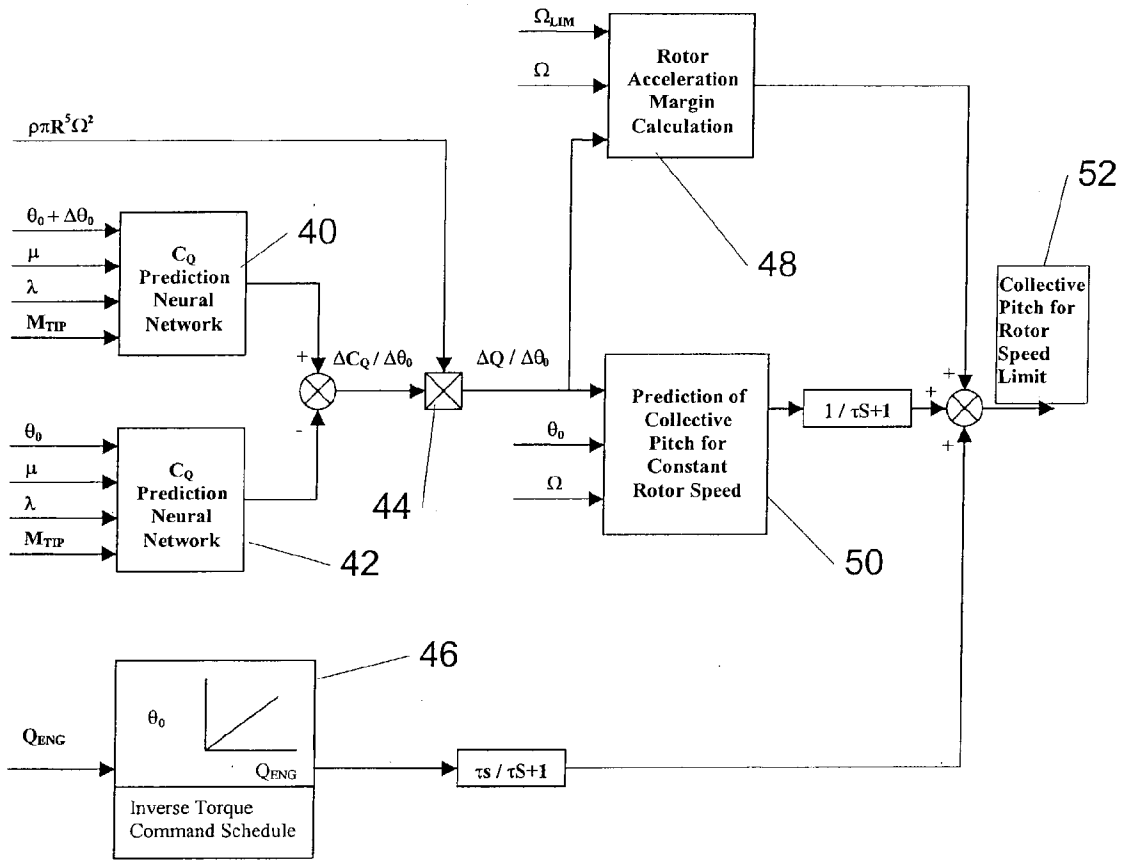 Ω_LIM
Ω
Rotor
Acceleration
Margin
Calculation
48
ρπR⁵Ω²
θ₀ + Δθ₀
μ
λ
M_TIP
C_Q
Prediction
Neural
Network
40
+
-
ΔC_Q / Δθ₀
44
ΔQ / Δθ₀
θ₀
μ
λ
M_TIP
C_Q
Prediction
Neural
Network
42
θ₀
Ω
Prediction of
Collective
Pitch for
Constant
Rotor Speed
50
1 / τS+1
+
+
+
52
Collective
Pitch for
Rotor
Speed
Limit
46
Q_ENG
θ₀
Q_ENG
Inverse Torque
Command Schedule
τs / τS+1